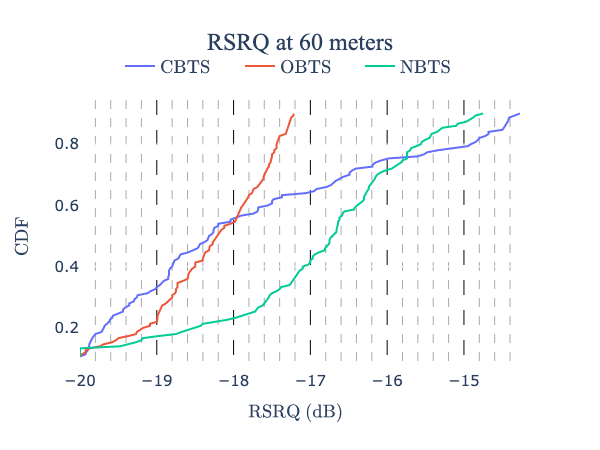 RSRQ at 60 meters
CBTS OBTS NBTS
0.8
0.6
0.4
0.2
CDF
−20 −19 −18 −17 −16 −15
RSRQ (dB)